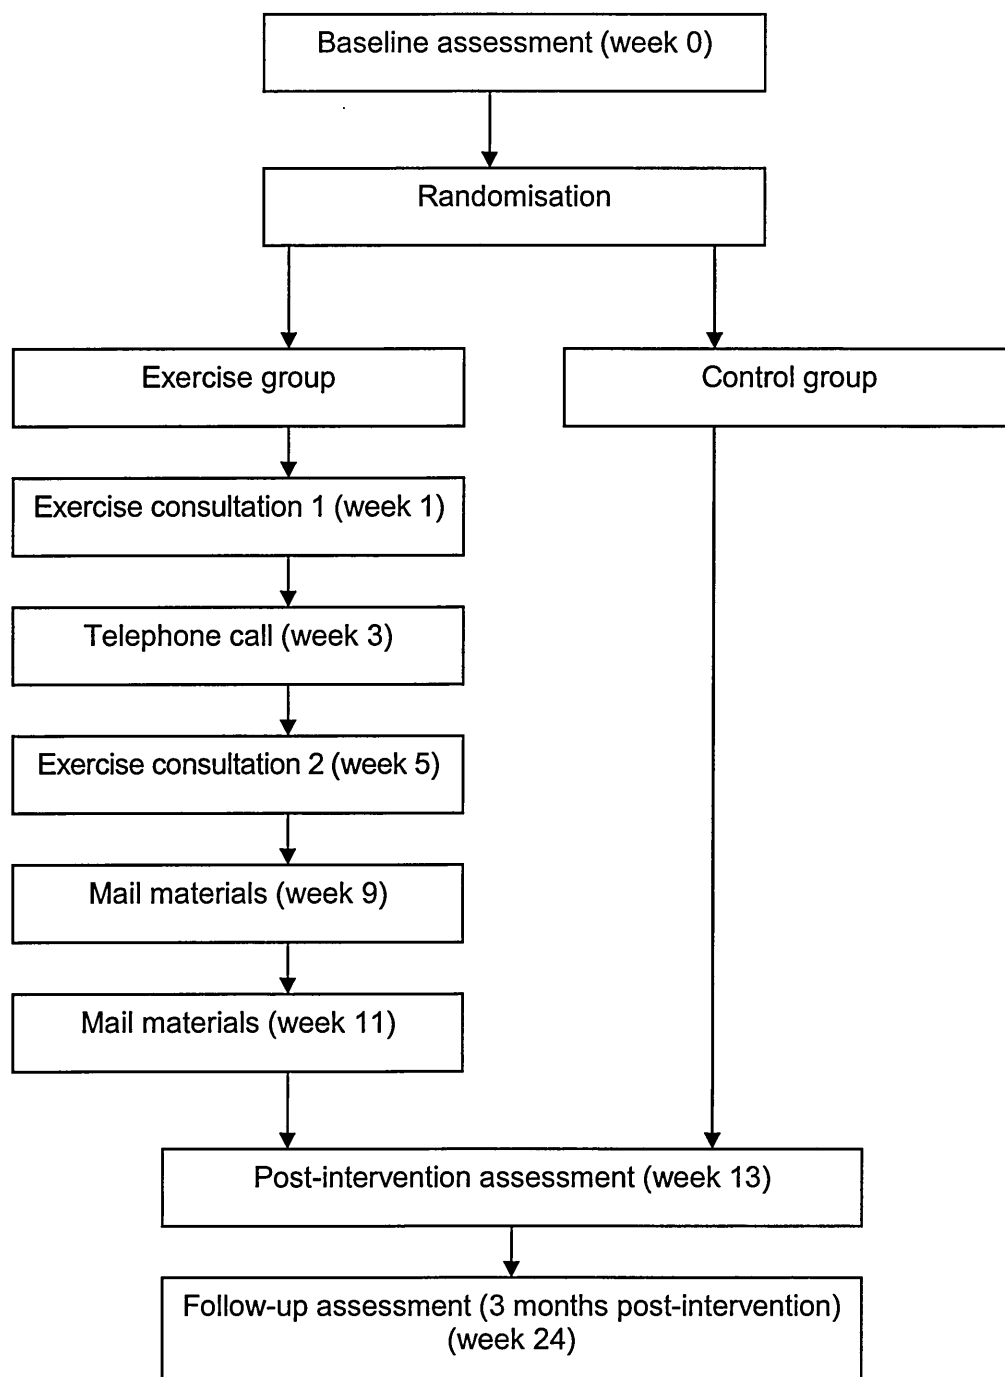 Baseline assessment (week 0)
Randomisation
Exercise group
Control group
Exercise consultation 1 (week 1)
Telephone call (week 3)
Exercise consultation 2 (week 5)
Mail materials (week 9)
Mail materials (week 11)
Post-intervention assessment (week 13)
Follow-up assessment (3 months post-intervention)
(week 24)